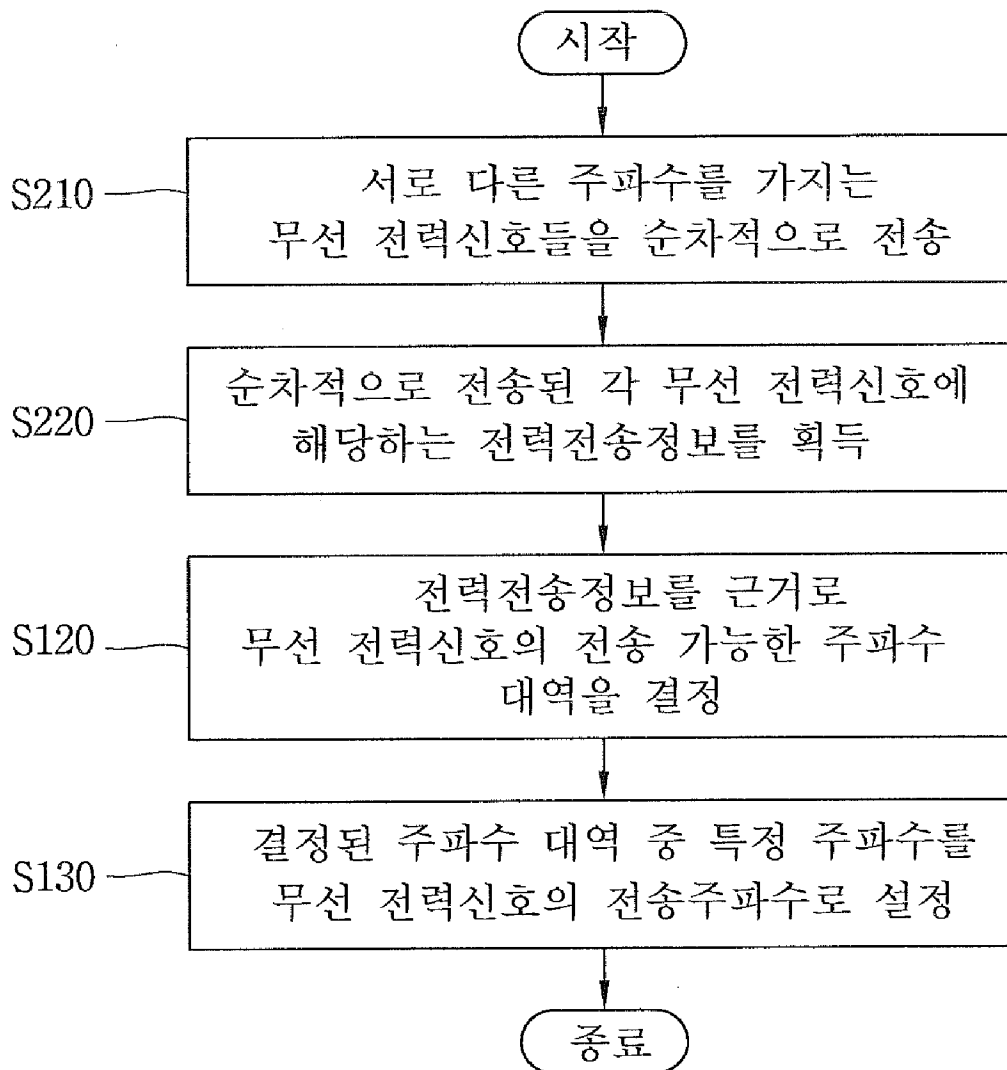 시작
S210
서로 다른 주파수를 가지는
무선 전력신호들을 순차적으로 전송
S220
순차적으로 전송된 각 무선 전력신호에
해당하는 전력전송정보를 획득
S120
전력전송정보를 근거로
무선 전력신호의 전송 가능한 주파수
대역을 결정
S130
결정된 주파수 대역 중 특정 주파수를
무선 전력신호의 전송주파수로 설정
종료